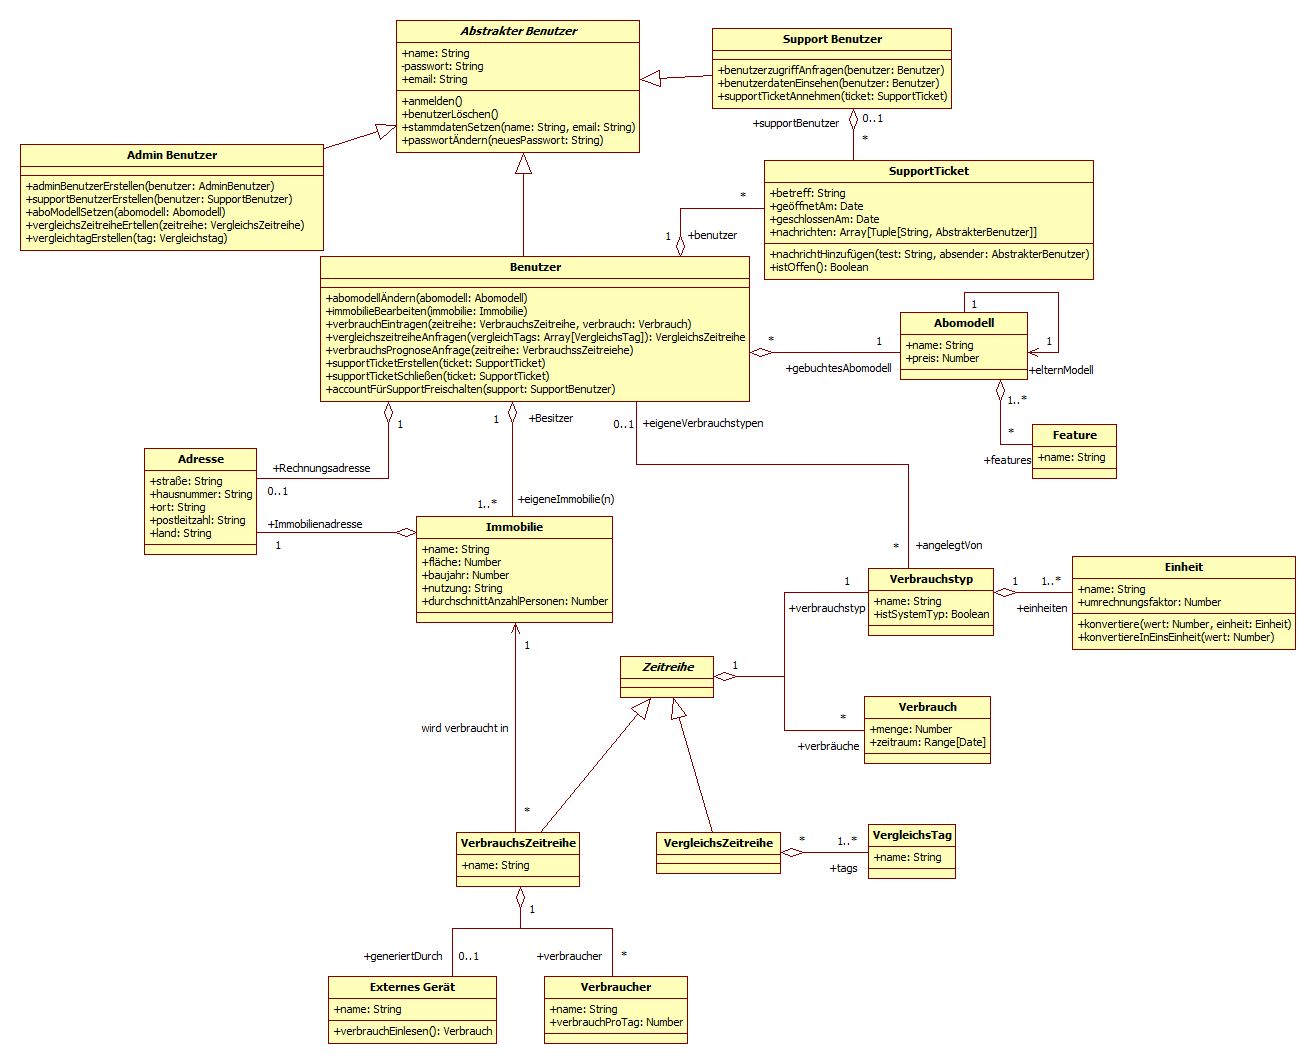 Abstrakter Benutzer
+name: String
-passwort: String
+email: String
+anmelden()
+benutzerLöschen()
+stammdatenSetzen(name: String, email: String)
+passwortÄndern(neuesPasswort: String)
Support Benutzer
+benutzerzugriffAnfragen(benutzer: Benutzer)
+benutzerdatenEinsehen(benutzer: Benutzer)
+supportTicketAnnehmen(ticket: SupportTicket)
+supportBenutzer
0..1
*
Admin Benutzer
+adminBenutzerErstellen(benutzer: AdminBenutzer)
+supportBenutzerErstellen(benutzer: SupportBenutzer)
+aboModellSetzen(abomodell: Abomodell)
+vergleichsZeitreiheErtellen(zeitreihe: VergleichsZeitreihe)
+vergleichtagErstellen(tag: Vergleichstag)
SupportTicket
+betreff: String
+geöffnetAm: Date
+geschlossenAm: Date
+nachrichten: Array[Tuple[String, AbstrakterBenutzer]]
+nachrichtHinzufügen(test: String, absender: AbstrakterBenutzer)
+istOffen(): Boolean
*
1
+benutzer
Benutzer
+abomodellÄndern(abomodell: Abomodell)
+immobilieBearbeiten(immobilie: Immobilie)
+verbrauchEintragen(zeitreihe: VerbrauchsZeitreihe, verbrauch: Verbrauch)
+vergleichszeitreiheAnfragen(vergleichTags: Array[VergleichsTag]): VergleichsZeitreihe
+verbrauchsPrognoseAnfrage(zeitreihe: VerbrauchssZeitreiehe)
+supportTicketErstellen(ticket: SupportTicket)
+supportTicketSchließen(ticket: SupportTicket)
+accountFürSupportFreischalten(support: SupportBenutzer)
*
1
+gebuchtesAbomodell
Abomodell
+name: String
+preis: Number
1
1
+elternModell
1..*
*
+features
Feature
+name: String
1
+Rechnungsadresse
0..1
1
+Besitzer
1..*
+eigeneImmobilie(n)
0..1
+eigeneVerbrauchstypen
*
+angelegtVon
Adresse
+straße: String
+hausnummer: String
+ort: String
+postleitzahl: String
+land: String
+Immobilienadresse
1
Immobilie
+name: String
+fläche: Number
+baujahr: Number
+nutzung: String
+durchschnittAnzahlPersonen: Number
1
wird verbraucht in
*
Verbrauchstyp
+name: String
+istSystemTyp: Boolean
1
1..*
+einheiten
Einheit
+name: String
+umrechnungsfaktor: Number
+konvertiere(wert: Number, einheit: Einheit)
+konvertiereInEinsEinheit(wert: Number)
1
+verbrauchstyp
Zeitreihe
1
*
+verbräuche
Verbrauch
+menge: Number
+zeitraum: Range[Date]
VerbrauchsZeitreihe
+name: String
VergleichsZeitreihe
*
1..*
+tags
VergleichsTag
+name: String
1
+generiertDurch
0..1
+verbraucher
*
Externes Gerät
+name: String
+verbrauchEinlesen(): Verbrauch
Verbraucher
+name: String
+verbrauchProTag: Number